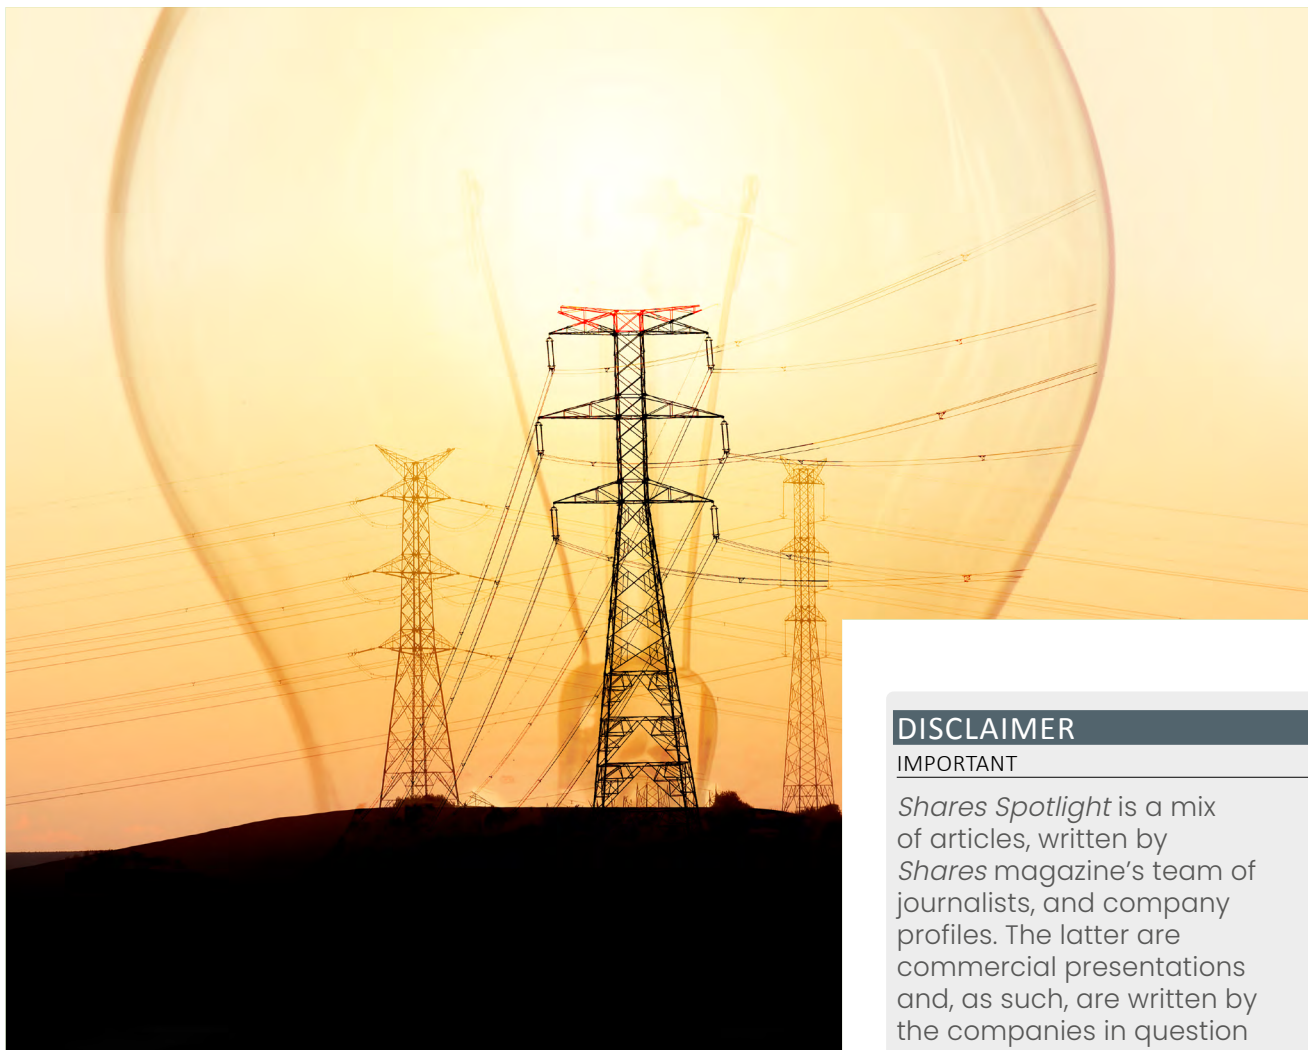 DISCLAIMER
IMPORTANT
Shares Spotlight is a mix
of articles, written by
Shares magazine’s team of
journalists, and company
profiles. The latter are
commercial presentations
and, as such, are written by
the companies in question